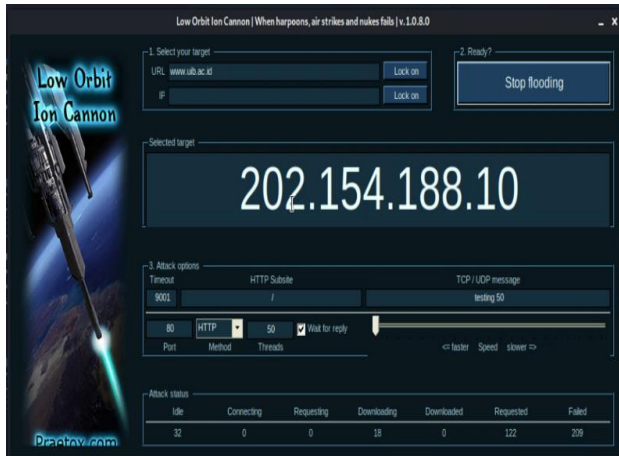 Low Orbit Ion Cannon | When harpoons, air strikes and nukes fails | v. 1.0.8.0
Low Orbit
Ion Cannon
Praetox.com
1. Select your target
URL www.uib.ac.id Lock on
IP Lock on
2. Ready?
Stop flooding
Selected target
202.154.188.10
3. Attack options
Timeout HTTP Subsite TCP / UDP message
9001 / testing 50
80 HTTP 50 Wait for reply
Port Method Threads <= faster Speed slower =>
Attack status
Idle Connecting Requesting Downloading Downloaded Requested Failed
32 0 0 18 0 122 209